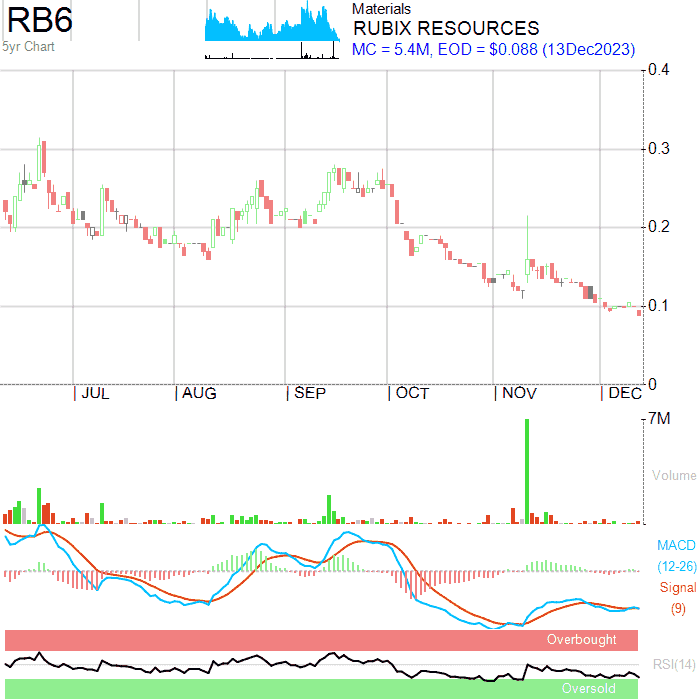 RB6
5yr Chart
Materials
RUBIX RESOURCES
MC = 5.4M, EOD = $0.088 (13Dec2023)
0.4
0.3
0.2
0.1
0
| JUL | AUG | SEP | OCT | NOV | DEC
7M
Volume
MACD
(12-26)
Signal
(9)
Overbought
RSI(14)
Oversold